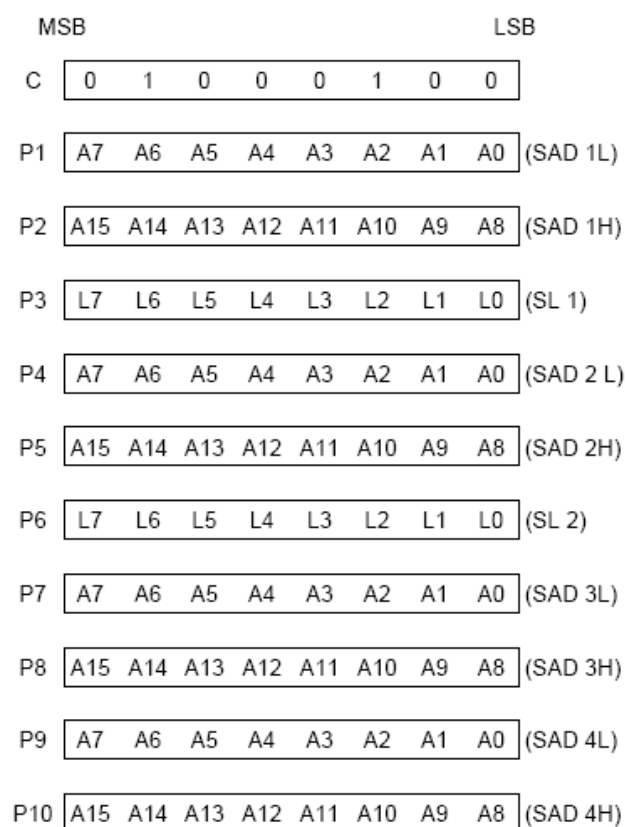 MSB LSB
C 0 1 0 0 0 1 0 0
P1 A7 A6 A5 A4 A3 A2 A1 A0 (SAD 1L)
P2 A15 A14 A13 A12 A11 A10 A9 A8 (SAD 1H)
P3 L7 L6 L5 L4 L3 L2 L1 L0 (SL 1)
P4 A7 A6 A5 A4 A3 A2 A1 A0 (SAD 2 L)
P5 A15 A14 A13 A12 A11 A10 A9 A8 (SAD 2H)
P6 L7 L6 L5 L4 L3 L2 L1 L0 (SL 2)
P7 A7 A6 A5 A4 A3 A2 A1 A0 (SAD 3L)
P8 A15 A14 A13 A12 A11 A10 A9 A8 (SAD 3H)
P9 A7 A6 A5 A4 A3 A2 A1 A0 (SAD 4L)
P10 A15 A14 A13 A12 A11 A10 A9 A8 (SAD 4H)